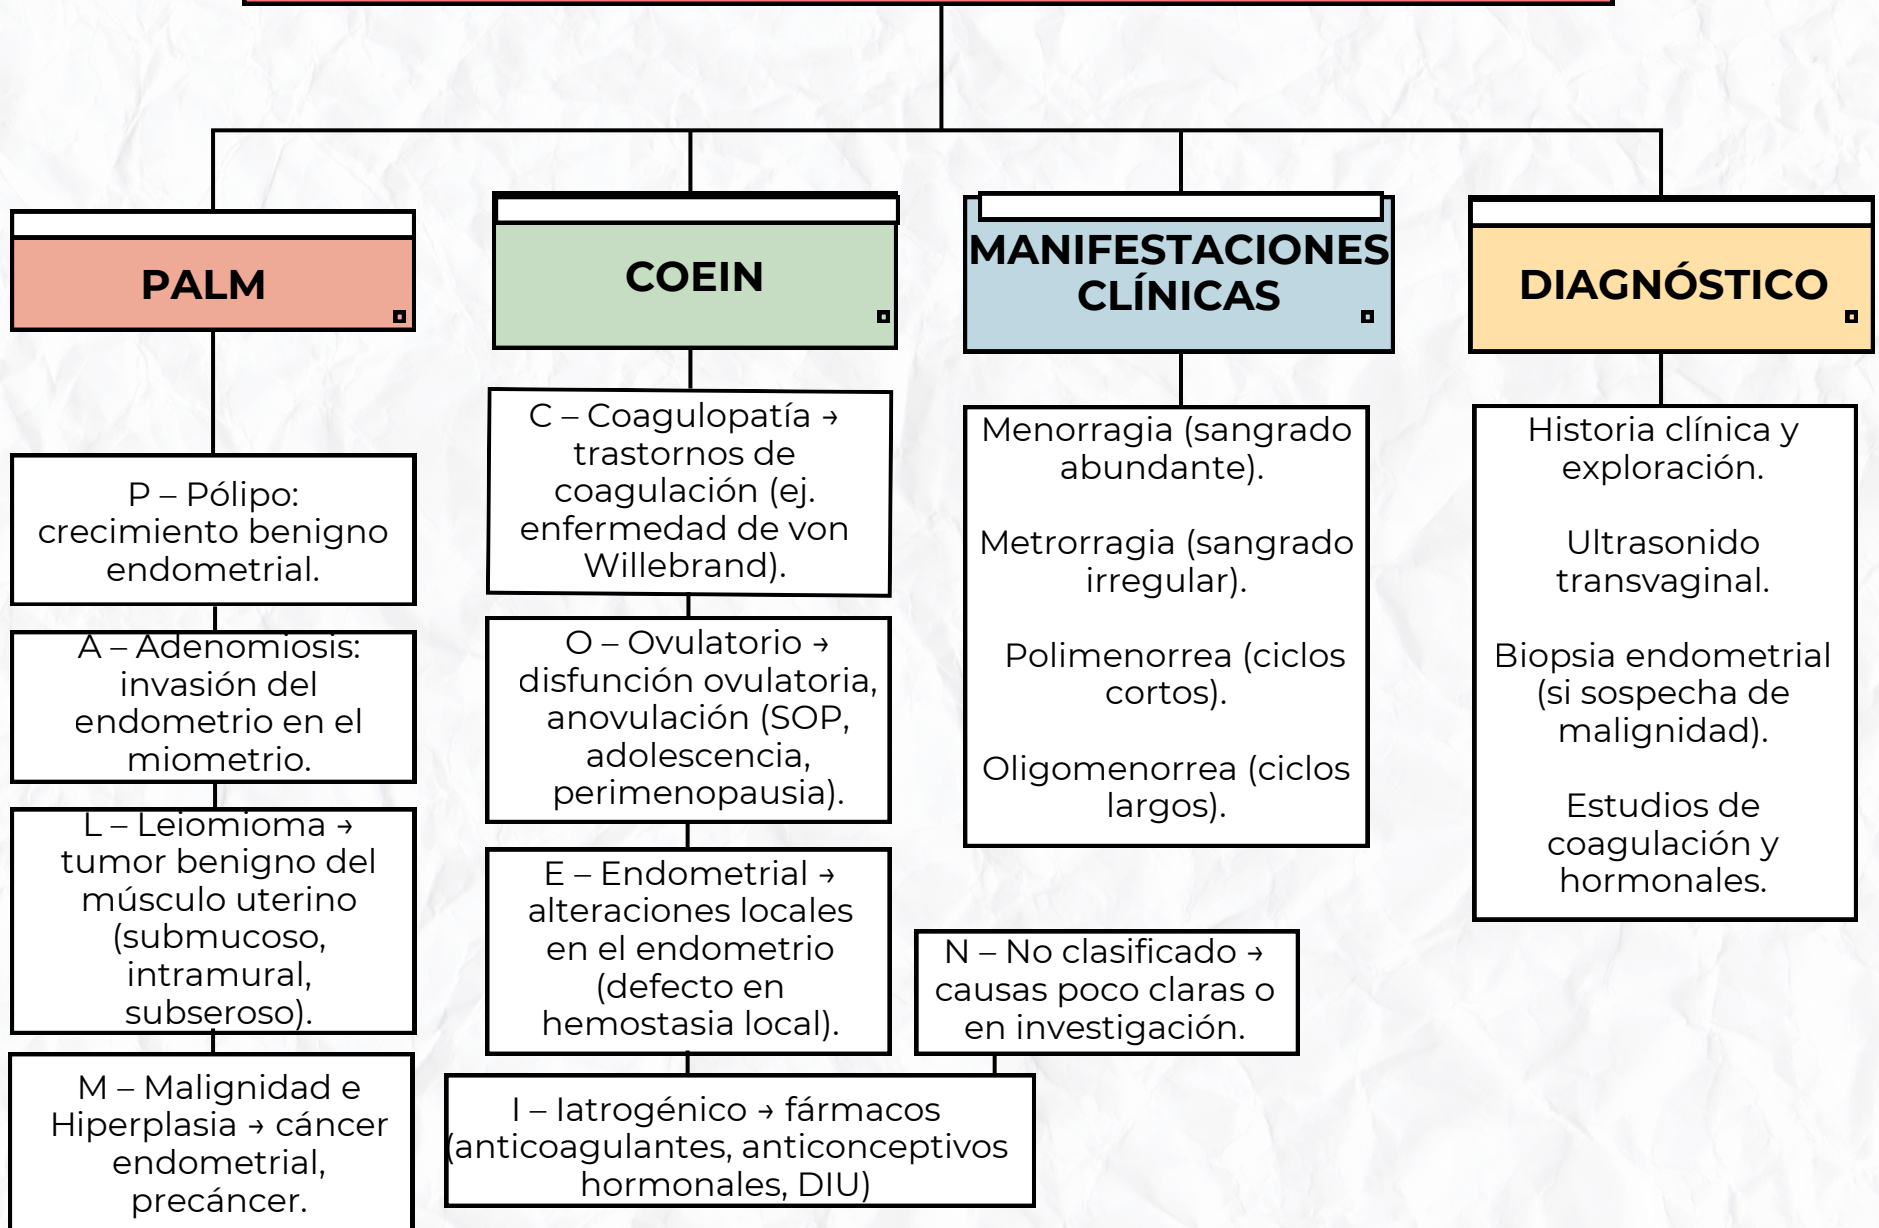 PALM
P – Pólipo:
crecimiento benigno
endometrial.
A – Adenomiosis:
invasión del
endometrio en el
miometrio.
L – Leiomioma →
tumor benigno del
músculo uterino
(submucoso,
intramural,
subseroso).
M – Malignidad e
Hiperplasia → cáncer
endometrial,
precáncer.
COEIN
C – Coagulopatía →
trastornos de
coagulación (ej.
enfermedad de von
Willebrand).
O – Ovulatorio →
disfunción ovulatoria,
anovulación (SOP,
adolescencia,
perimenopausia).
E – Endometrial →
alteraciones locales
en el endometrio
(defecto en
hemostasia local).
I – Iatrogénico → fármacos
(anticoagulantes, anticonceptivos
hormonales, DIU)
N – No clasificado →
causas poco claras o
en investigación.
MANIFESTACIONES
CLÍNICAS
Menorragia (sangrado
abundante).
Metrorragia (sangrado
irregular).
Polimenorrea (ciclos
cortos).
Oligomenorrea (ciclos
largos).
DIAGNÓSTICO
Historia clínica y
exploración.
Ultrasonido
transvaginal.
Biopsia endometrial
(si sospecha de
malignidad).
Estudios de
coagulación y
hormonales.